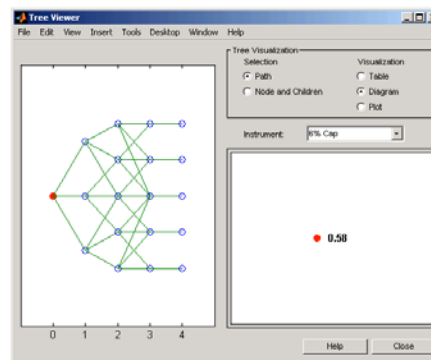 Tree Viewer
File Edit View Insert Tools Desktop Window Help
Tree Visualization
Selection Visualization
Path Table
Node and Children Diagram
Plot
Instrument: 6% Cap
0.58
0 1 2 3 4
Help Close